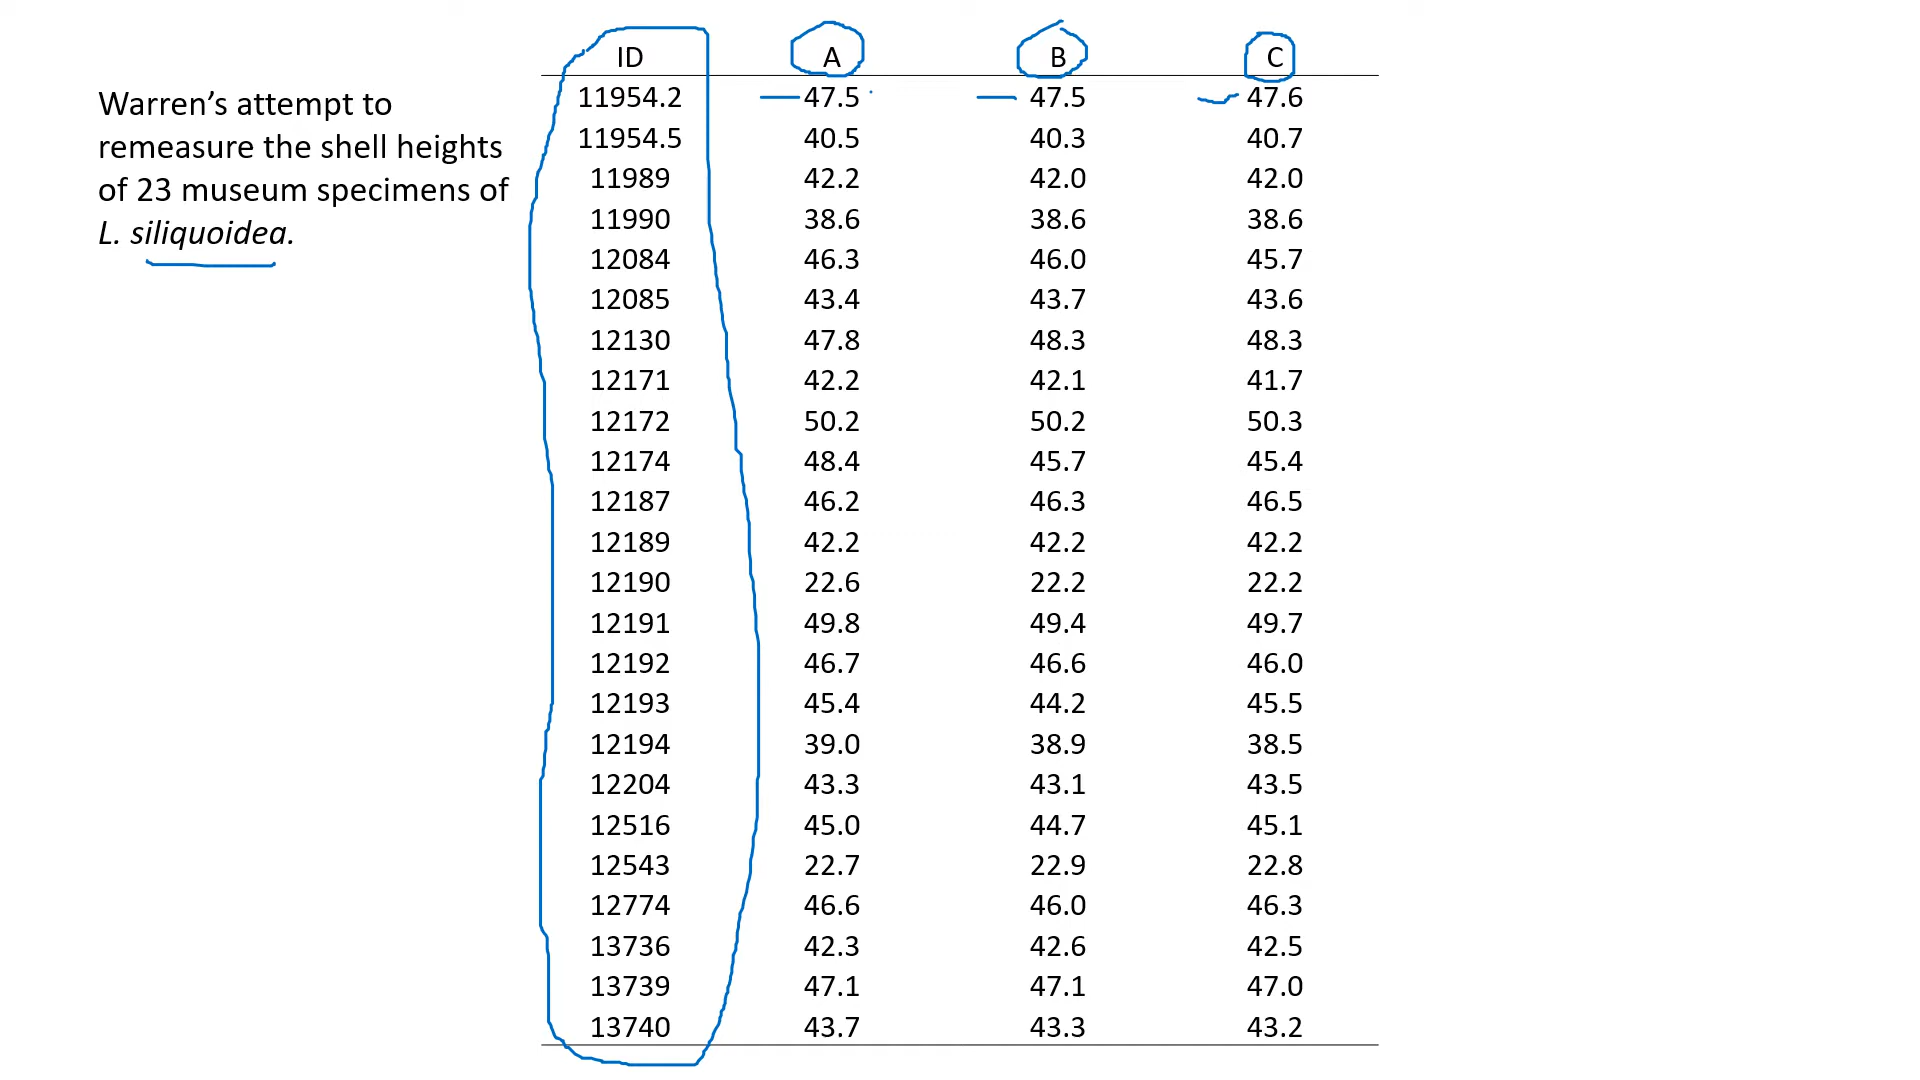 Warren’s attempt to
remeasure the shell heights
of 23 museum specimens of
L. siliquoidea.
ID A B C
11954.2 47.5 47.5 47.6
11954.5 40.5 40.3 40.7
11989 42.2 42.0 42.0
11990 38.6 38.6 38.6
12084 46.3 46.0 45.7
12085 43.4 43.7 43.6
12130 47.8 48.3 48.3
12171 42.2 42.1 41.7
12172 50.2 50.2 50.3
12174 48.4 45.7 45.4
12187 46.2 46.3 46.5
12189 42.2 42.2 42.2
12190 22.6 22.2 22.2
12191 49.8 49.4 49.7
12192 46.7 46.6 46.0
12193 45.4 44.2 45.5
12194 39.0 38.9 38.5
12204 43.3 43.1 43.5
12516 45.0 44.7 45.1
12543 22.7 22.9 22.8
12774 46.6 46.0 46.3
13736 42.3 42.6 42.5
13739 47.1 47.1 47.0
13740 43.7 43.3 43.2